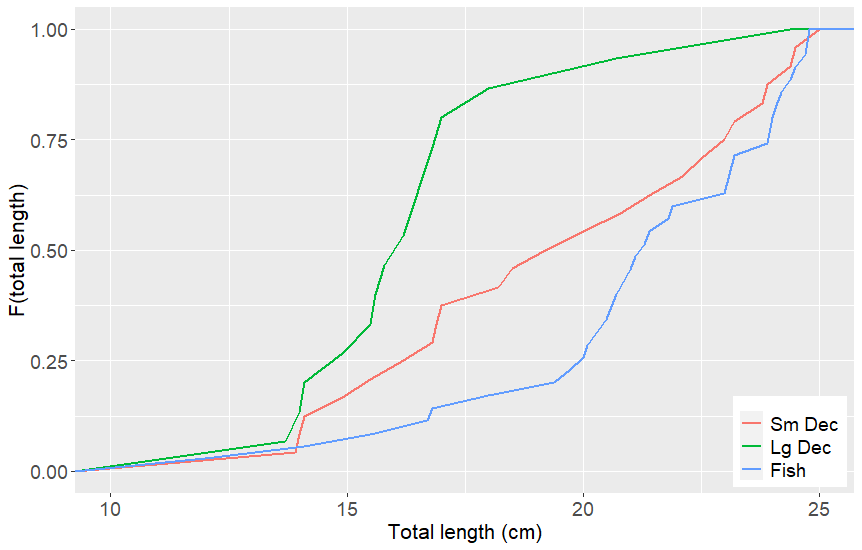 1.00
0.75
0.50
0.25
0.00
F(total length)
10 15 20 25
Total length (cm)
Sm Dec
Lg Dec
Fish